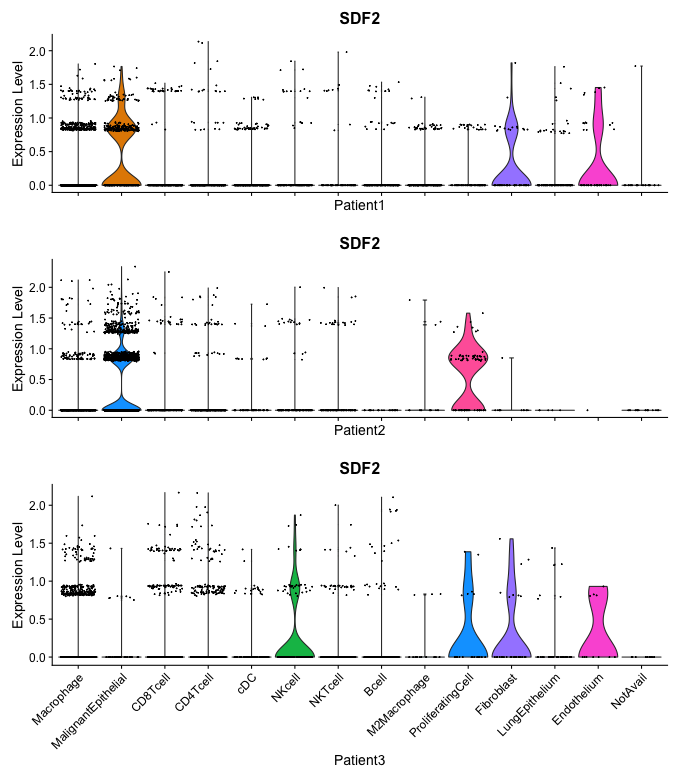 SDF2
Expression Level
2.0
1.5
1.0
0.5
0.0
Patient1
SDF2
Expression Level
2.0
1.5
1.0
0.5
0.0
Patient2
SDF2
Expression Level
2.0
1.5
1.0
0.5
0.0
Macrophage
MalignantEpithelial
CD8Tcell
CD4Tcell
cDC
NKcell
NKTcell
Bcell
M2Macrophage
ProliferatingCell
Fibroblast
LungEpithelium
Endothelium
NotAvail
Patient3